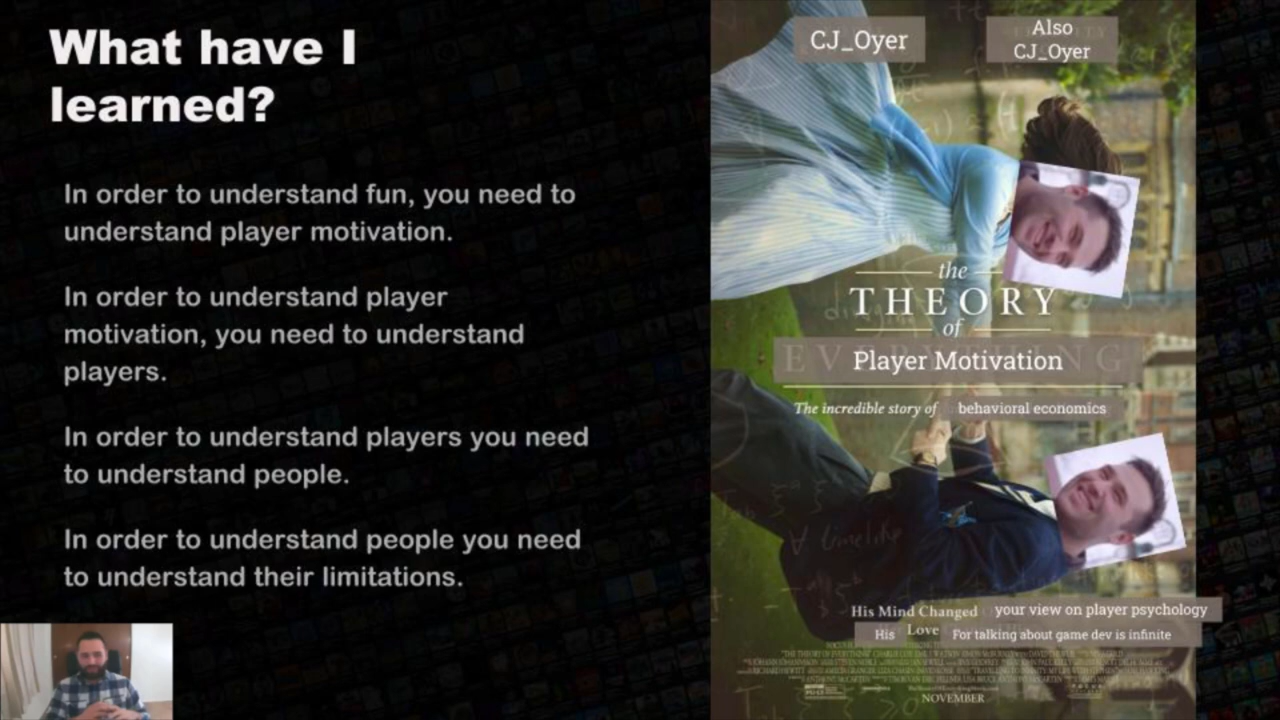 What have I
learned?
In order to understand fun, you need to
understand player motivation.
In order to understand player
motivation, you need to understand
players.
In order to understand players you need
to understand people.
In order to understand people you need
to understand their limitations.
CJ_Oyer
Also
CJ_Oyer
the
THEORY
of
EVERYTHING
Player Motivation
The incredible story of behavioral economics
His Mind Changed your view on player psychology
His Love For talking about game dev is infinite
NOVEMBER